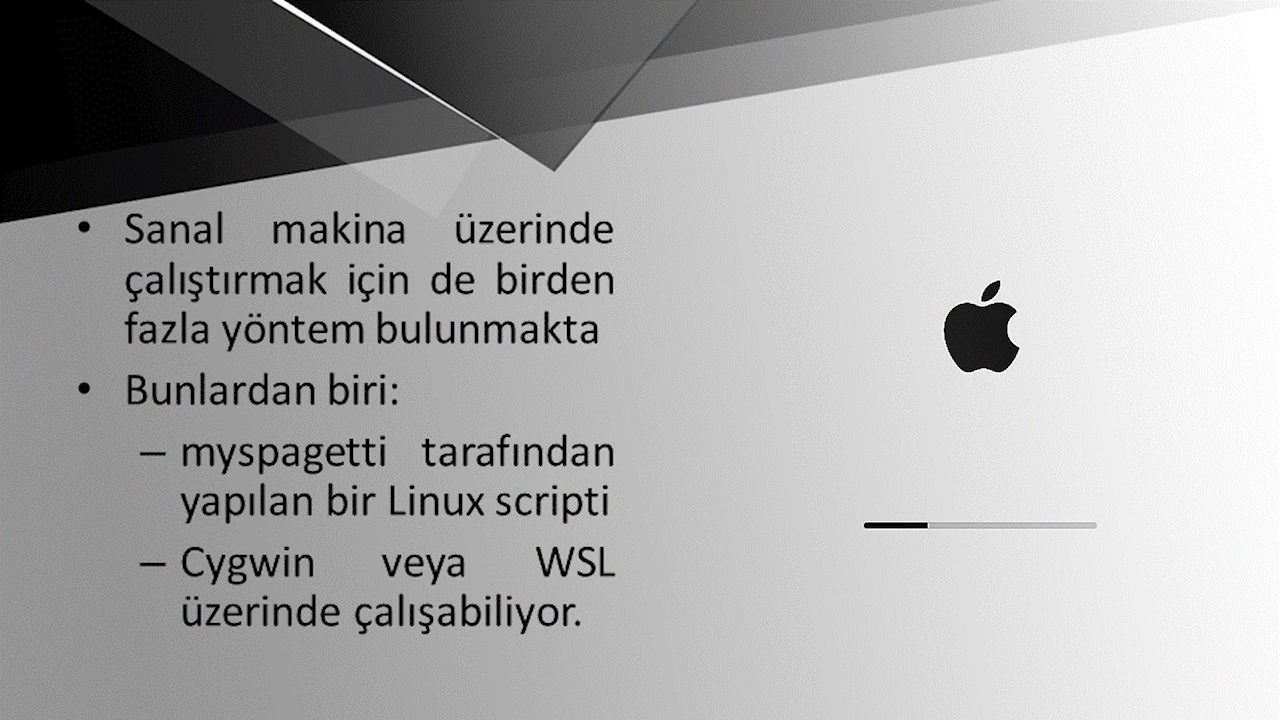 • Sanal makina üzerinde
çalıştırmak için de birden
fazla yöntem bulunmakta
• Bunlardan biri:
– myspagetti tarafından
yapılan bir Linux scripti
– Cygwin veya WSL
üzerinde çalışabiliyor.